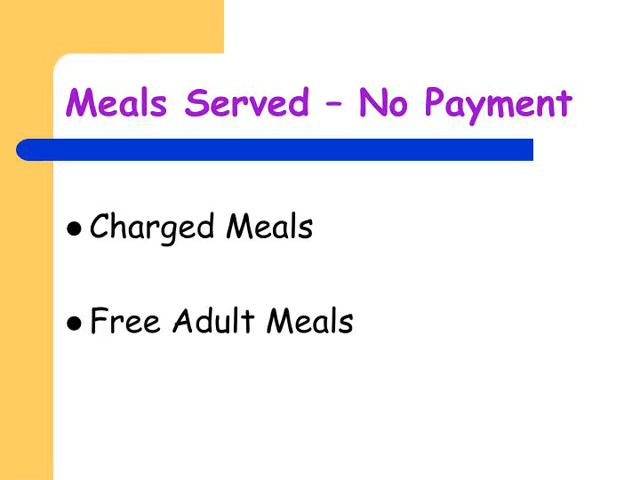 Meals Served – No Payment
● Charged Meals
● Free Adult Meals